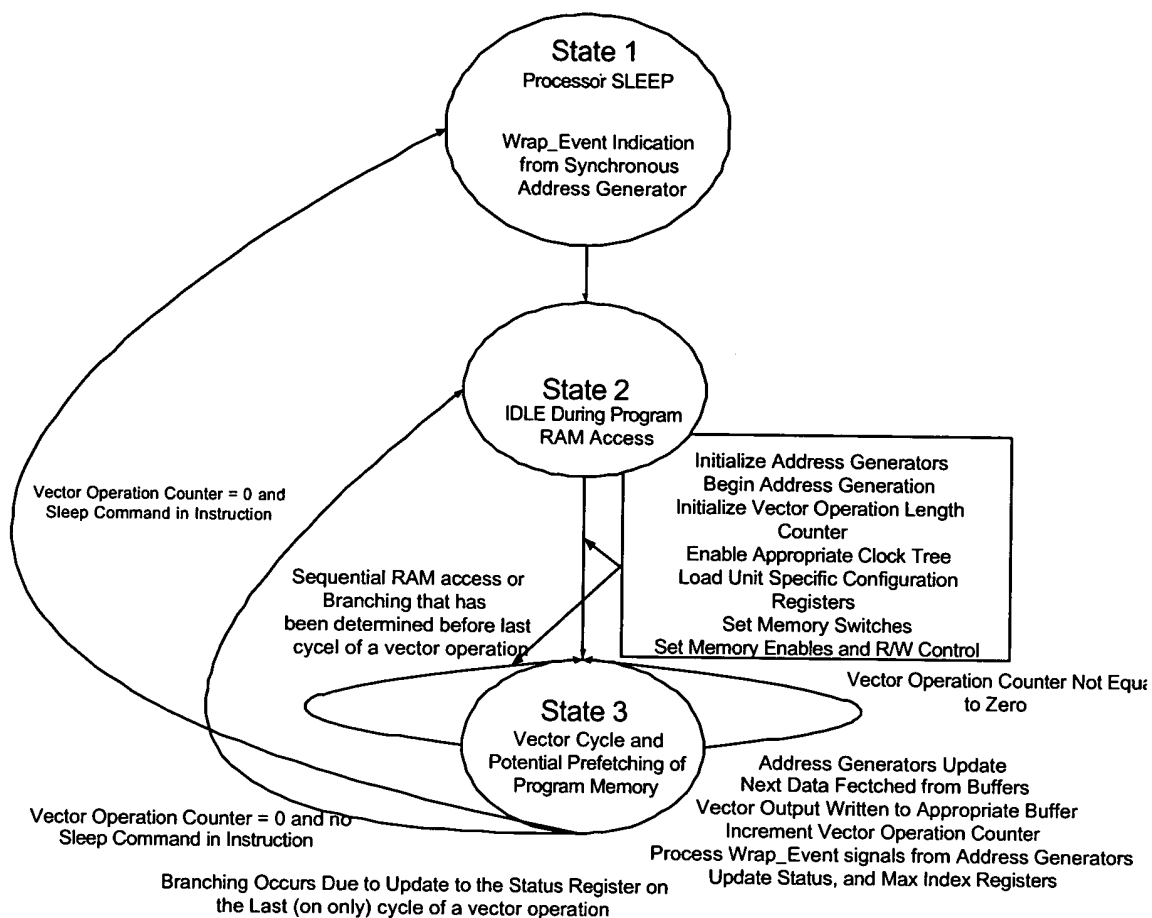 State 1
Processor SLEEP
Wrap_Event Indication
from Synchronous
Address Generator
State 2
IDLE During Program
RAM Access
Initialize Address Generators
Begin Address Generation
Initialize Vector Operation Length
Counter
Enable Appropriate Clock Tree
Load Unit Specific Configuration
Registers
Set Memory Switches
Set Memory Enables and R/W Control
Vector Operation Counter = 0 and
Sleep Command in Instruction
Sequential RAM access or
Branching that has
been determined before last
cycel of a vector operation
Vector Operation Counter Not Equa
to Zero
State 3
Vector Cycle and
Potential Prefetching of
Program Memory
Address Generators Update
Next Data Fectched from Buffers
Vector Output Written to Appropriate Buffer
Increment Vector Operation Counter
Process Wrap_Event signals from Address Generators
Update Status, and Max Index Registers
Vector Operation Counter = 0 and no
Sleep Command in Instruction
Branching Occurs Due to Update to the Status Register on
the Last (on only) cycle of a vector operation